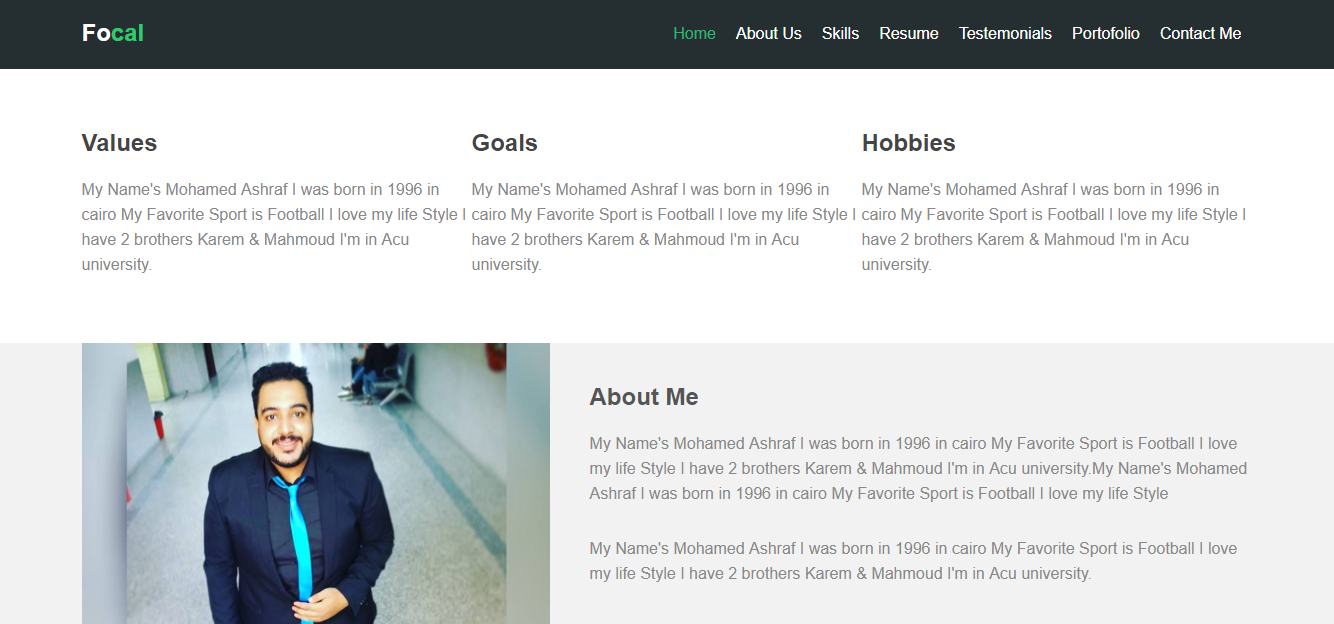 Focal
Home About Us Skills Resume Testemonials Portofolio Contact Me
Values
My Name's Mohamed Ashraf I was born in 1996 in
cairo My Favorite Sport is Football I love my life Style I
have 2 brothers Karem & Mahmoud I'm in Acu
university.
Goals
My Name's Mohamed Ashraf I was born in 1996 in
cairo My Favorite Sport is Football I love my life Style I
have 2 brothers Karem & Mahmoud I'm in Acu
university.
Hobbies
My Name's Mohamed Ashraf I was born in 1996 in
cairo My Favorite Sport is Football I love my life Style I
have 2 brothers Karem & Mahmoud I'm in Acu
university.
About Me
My Name's Mohamed Ashraf I was born in 1996 in cairo My Favorite Sport is Football I love
my life Style I have 2 brothers Karem & Mahmoud I'm in Acu university.My Name's Mohamed
Ashraf I was born in 1996 in cairo My Favorite Sport is Football I love my life Style
My Name's Mohamed Ashraf I was born in 1996 in cairo My Favorite Sport is Football I love
my life Style I have 2 brothers Karem & Mahmoud I'm in Acu university.